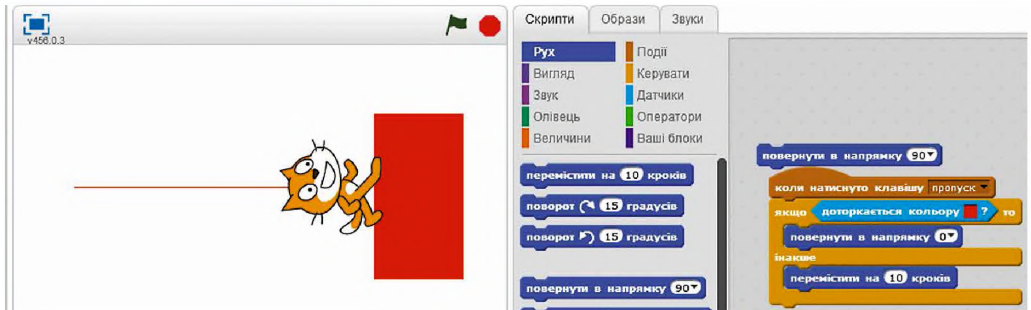 v456.0.3
Скрипти Образи Звуки
Рух Події
Вигляд Керувати
Звук Датчики
Олівець Оператори
Величини Ваші блоки
перемістити на 10 кроків
поворот 15 градусів
поворот 15 градусів
повернути в напрямку 90
повернути в напрямку 90
коли натиснуто клавішу пропуск
якщо доторкається кольору ? то
повернути в напрямку 0
інакше
перемістити на 10 кроків